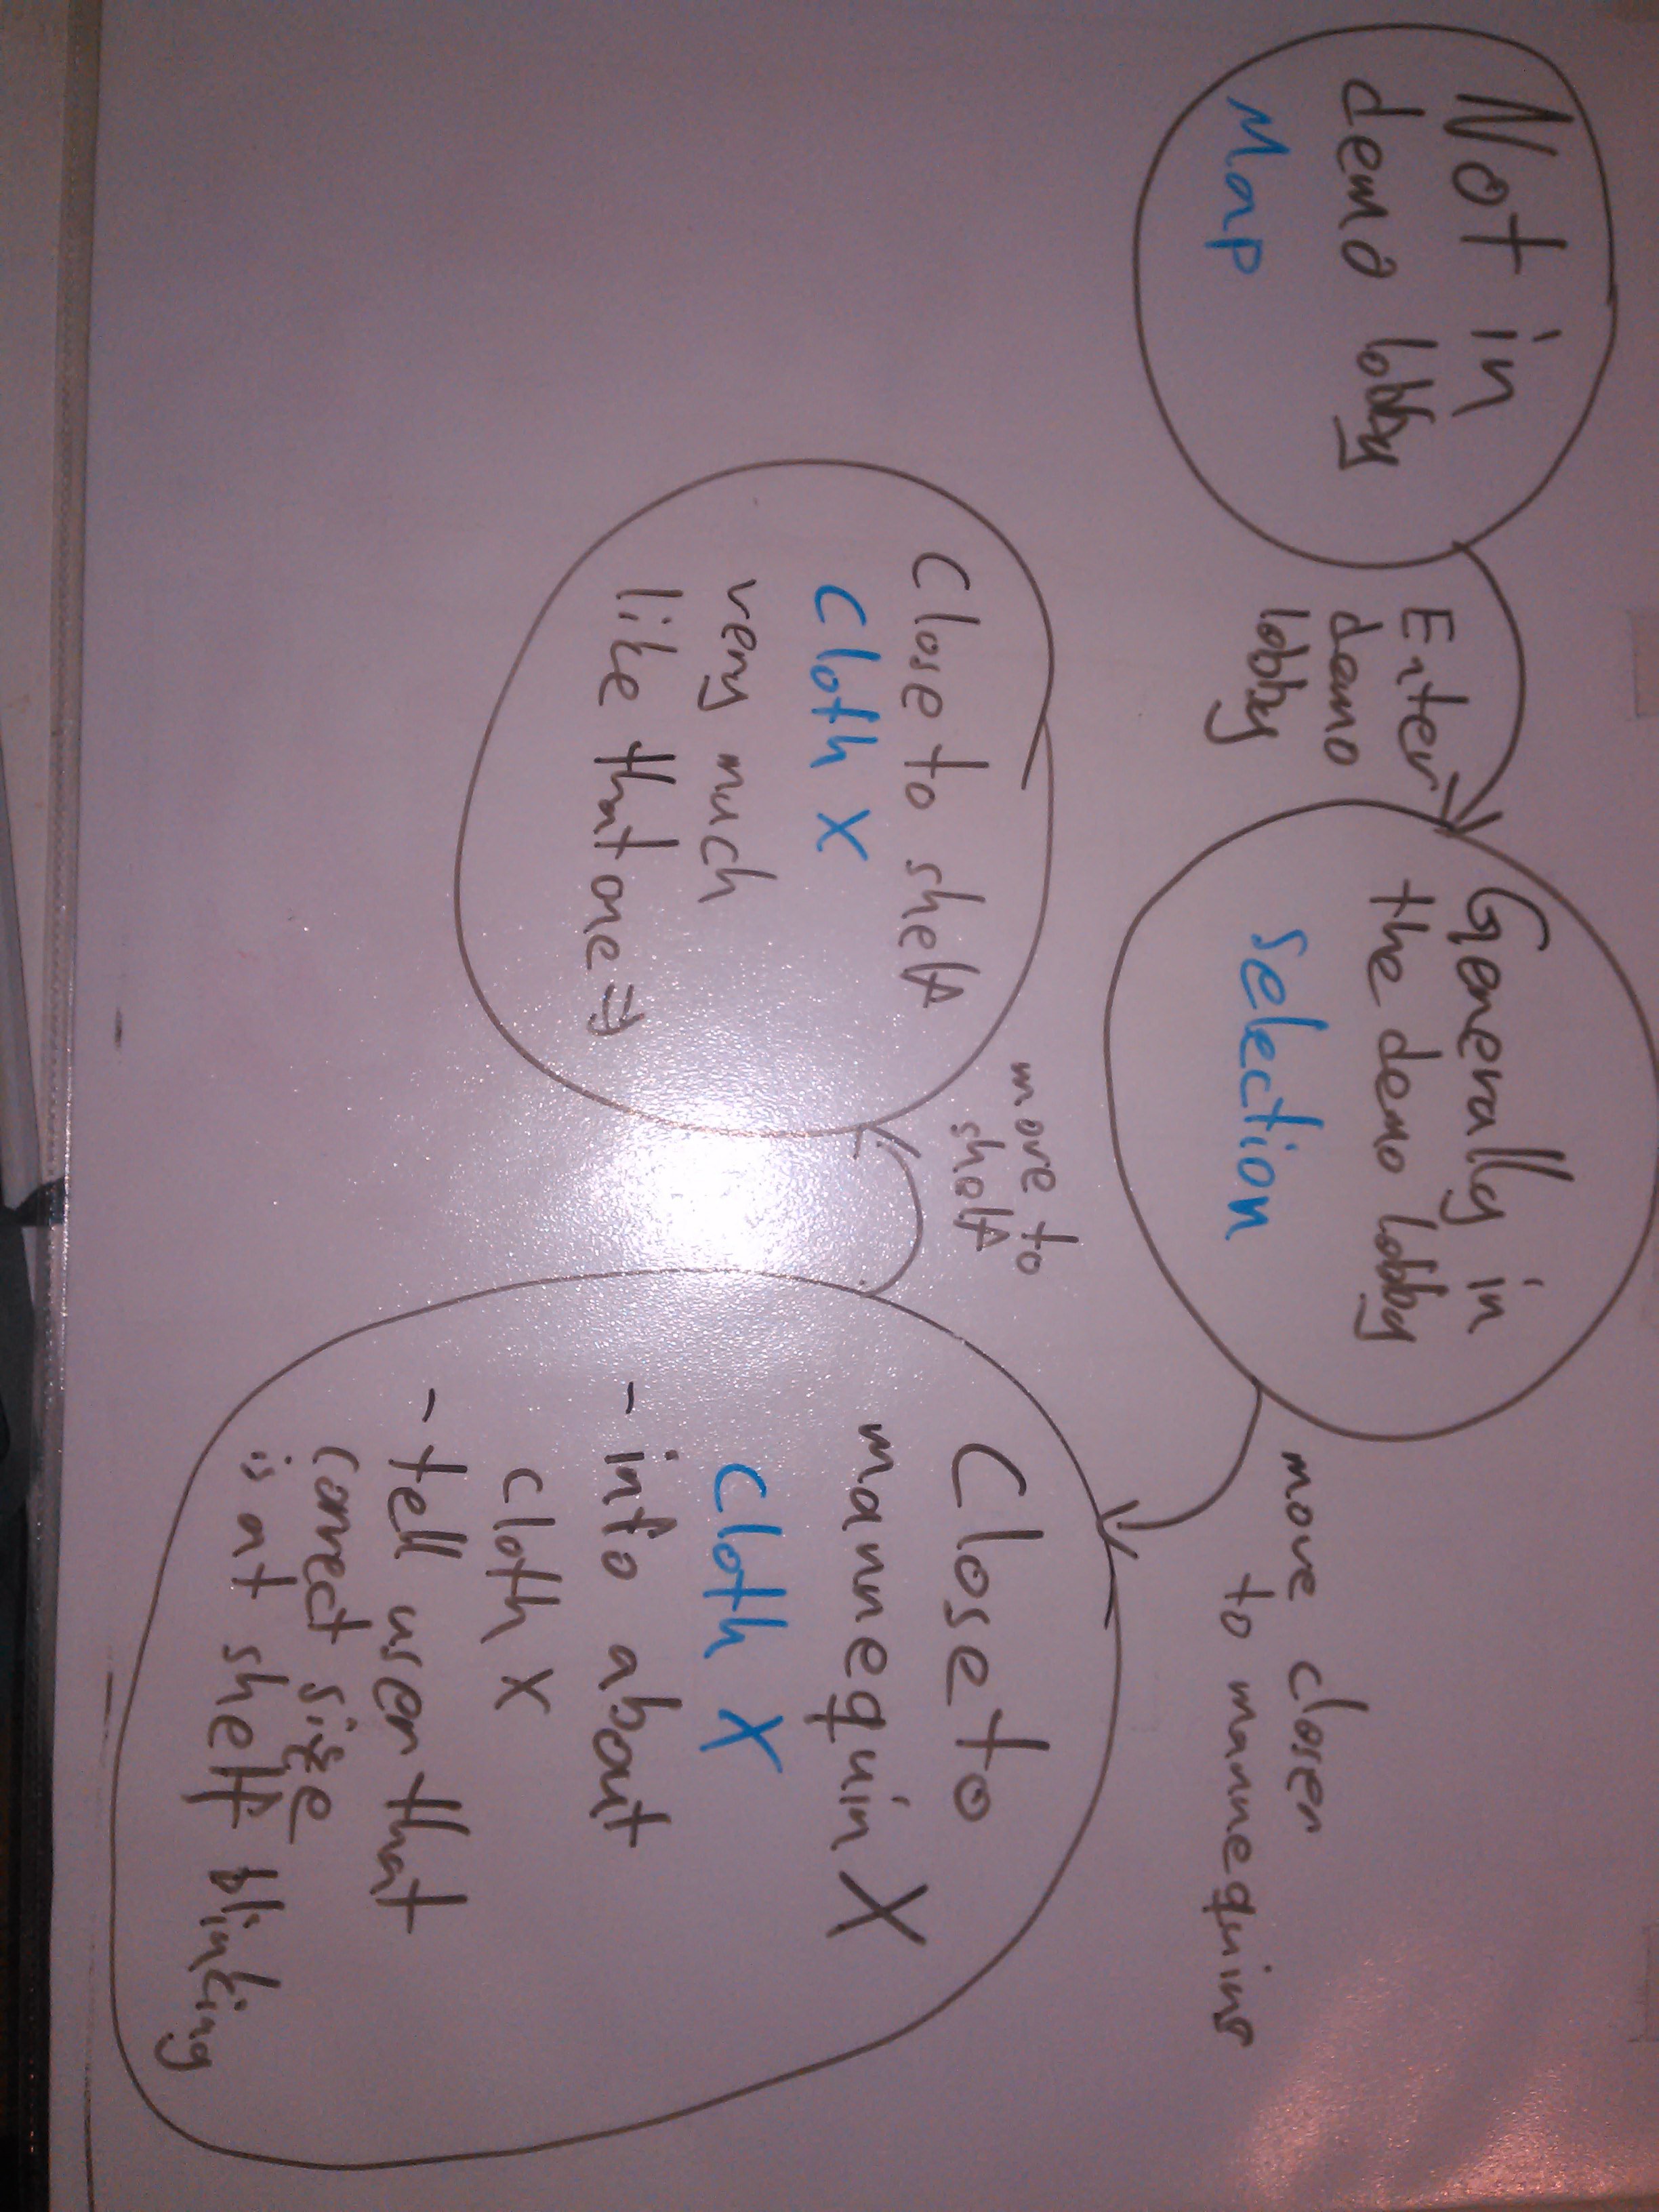 Not in
demo lobby
Map
Enter
demo
lobby
Generally in
the demo lobby
selection
move closer
to mannequins
Close to
mannequin X
Cloth X
- info about
cloth X
- tell user that
correct size
is at shelf blinking
move to
shelf
Close to shelf
Cloth X
very much
like that one =>